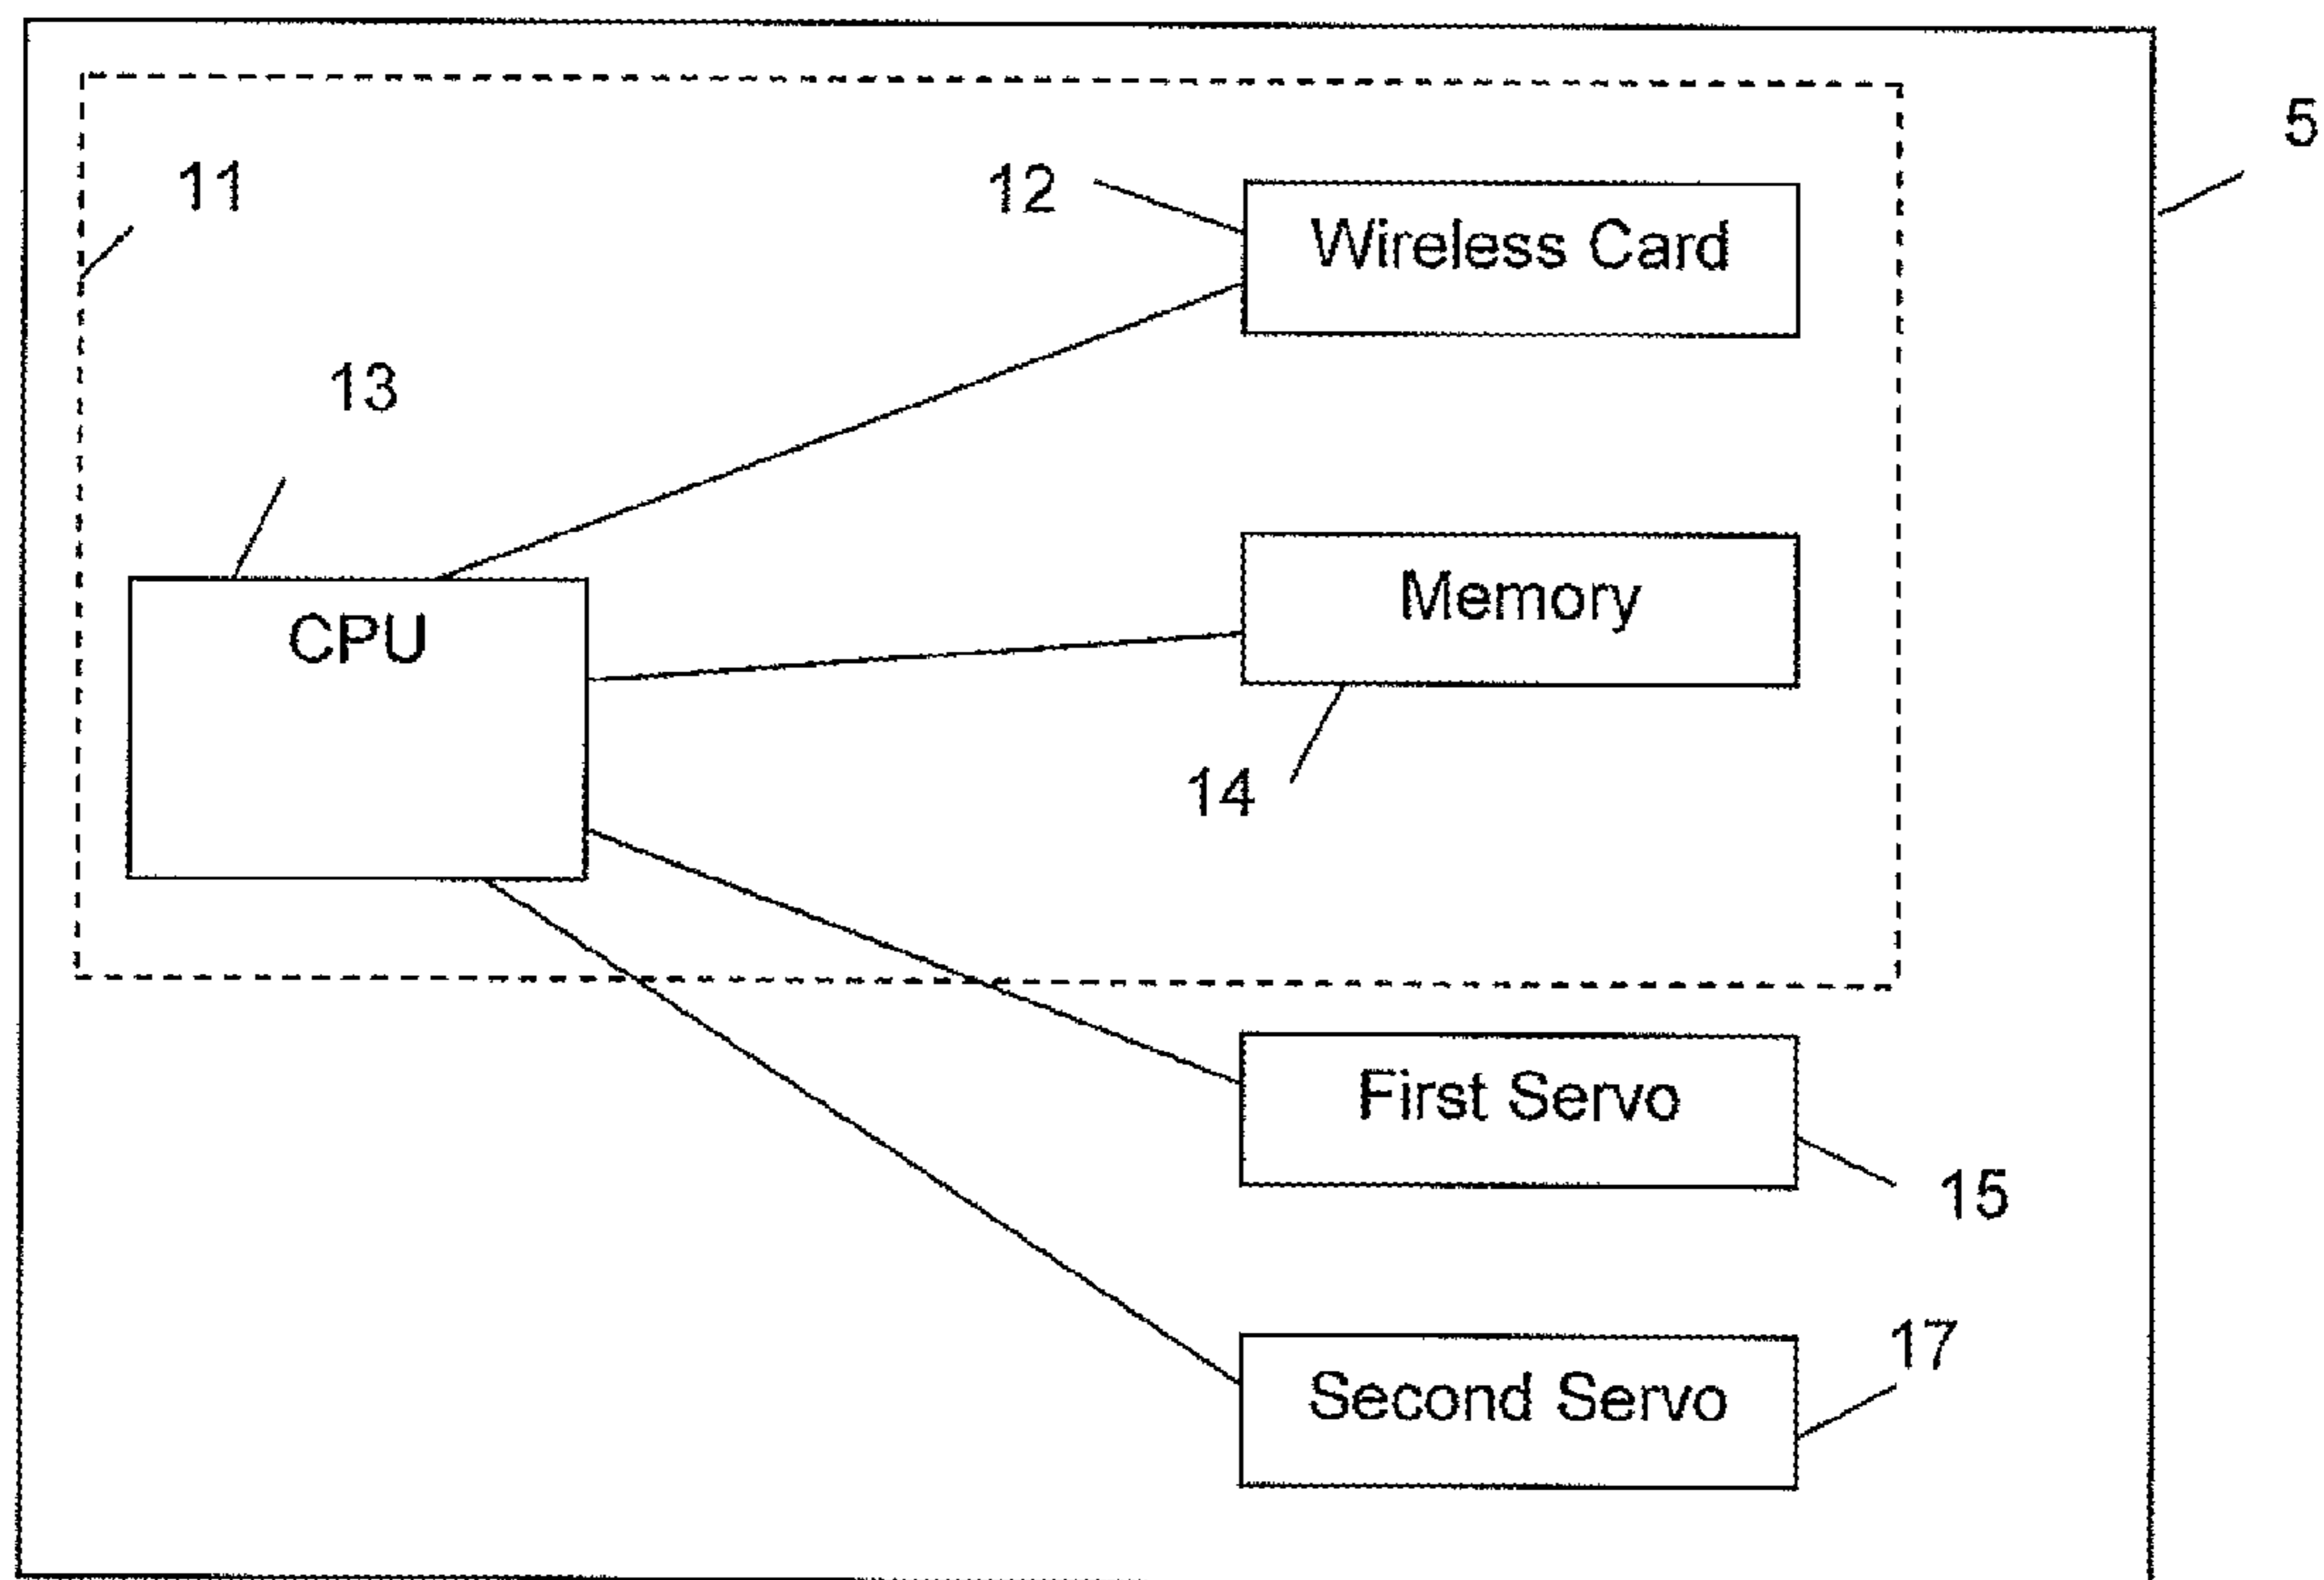 5
11
12
Wireless Card
13
Memory
CPU
14
First Servo
15
17
Second Servo